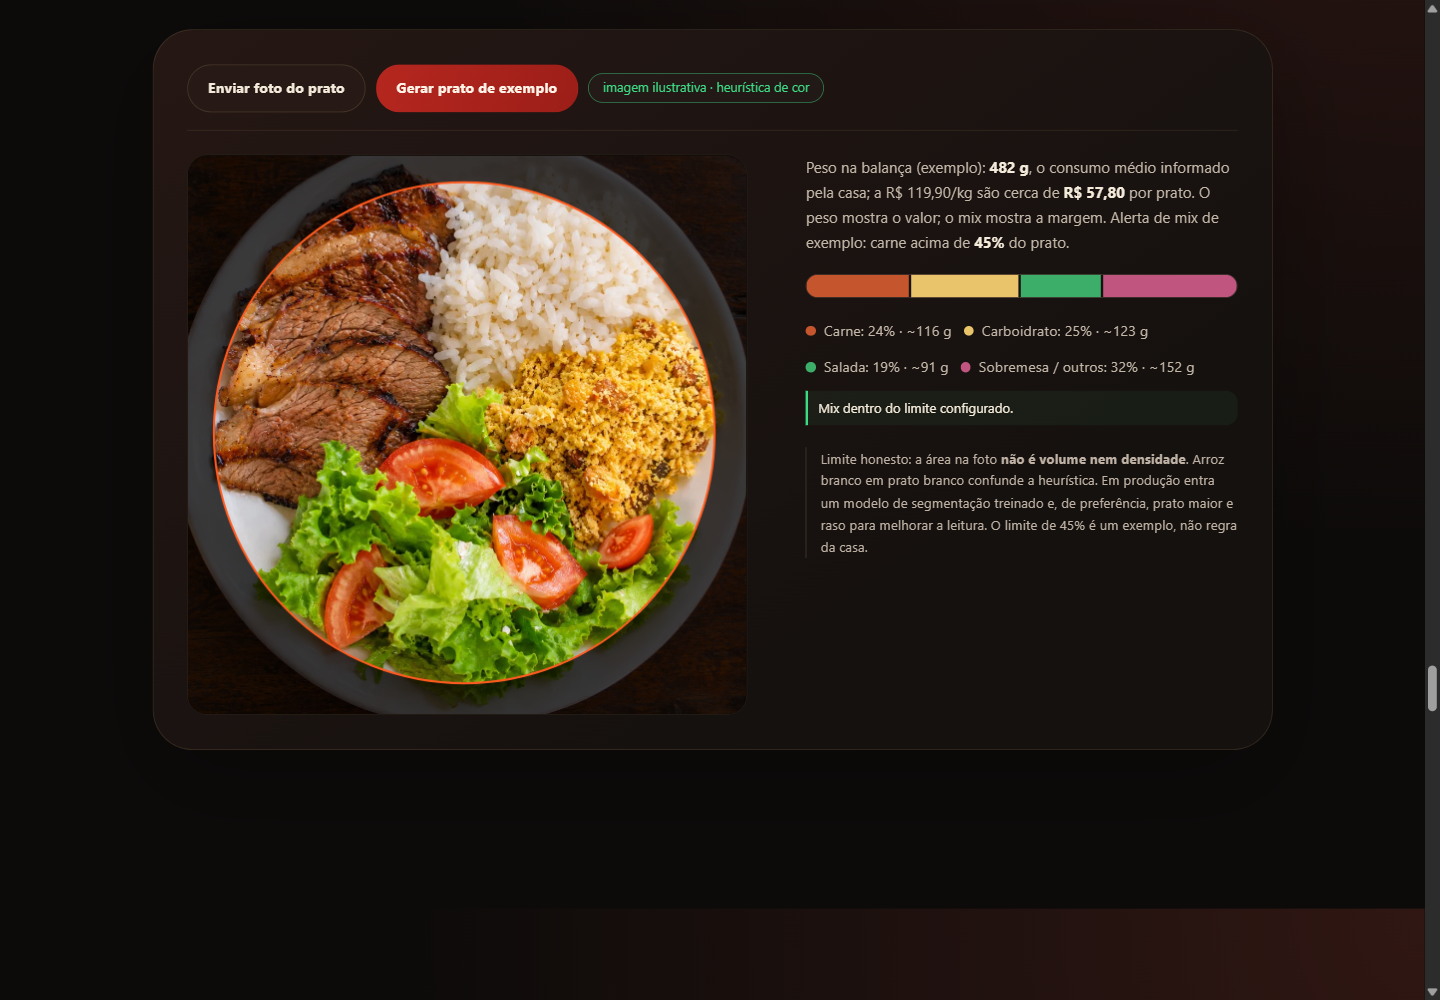 Enviar foto do prato
Gerar prato de exemplo
imagem ilustrativa · heurística de cor
Peso na balança (exemplo): 482 g, o consumo médio informado
pela casa; a R$ 119,90/kg são cerca de R$ 57,80 por prato. O
peso mostra o valor; o mix mostra a margem. Alerta de mix de
exemplo: carne acima de 45% do prato.
Carne: 24% · ~116 g
Carboidrato: 25% · ~123 g
Salada: 19% · ~91 g
Sobremesa / outros: 32% · ~152 g
Mix dentro do limite configurado.
Limite honesto: a área na foto não é volume nem densidade. Arroz
branco em prato branco confunde a heurística. Em produção entra
um modelo de segmentação treinado e, de preferência, prato maior e
raso para melhorar a leitura. O limite de 45% é um exemplo, não regra
da casa.